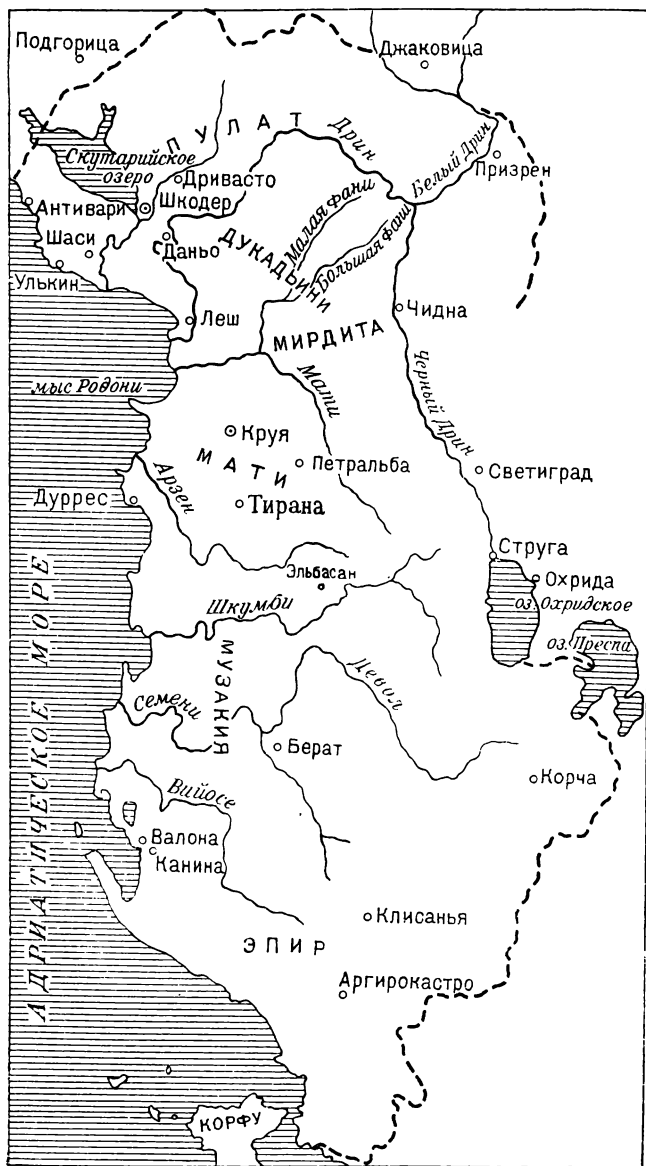 Подгорица
Джаковица
ПУЛАТ
Дрин
Белый Дрин
Скутарийское
озеро
Дривасто
Призрен
Антивари
Шкодер
Малая Фани
Большая Фани
Шаси
Даньо
ДУКАДЬИНИ
Улькин
Леш
Чидна
МИРДИТА
мыс Родони
Мати
Черный Дрин
Круя
МАТИ
Петральба
Светиград
Арзен
Дуррес
Тирана
Струга
Эльбасан
Охрида
оз. Охридское
Шкумби
оз. Преспа
МУЗАКИЯ
Девол
Семени
Берат
Корча
Вийосе
Валона
Канина
Клисанья
ЭПИР
Аргирокастро
АДРИАТИЧЕСКОЕ МОРЕ
КОРФУ